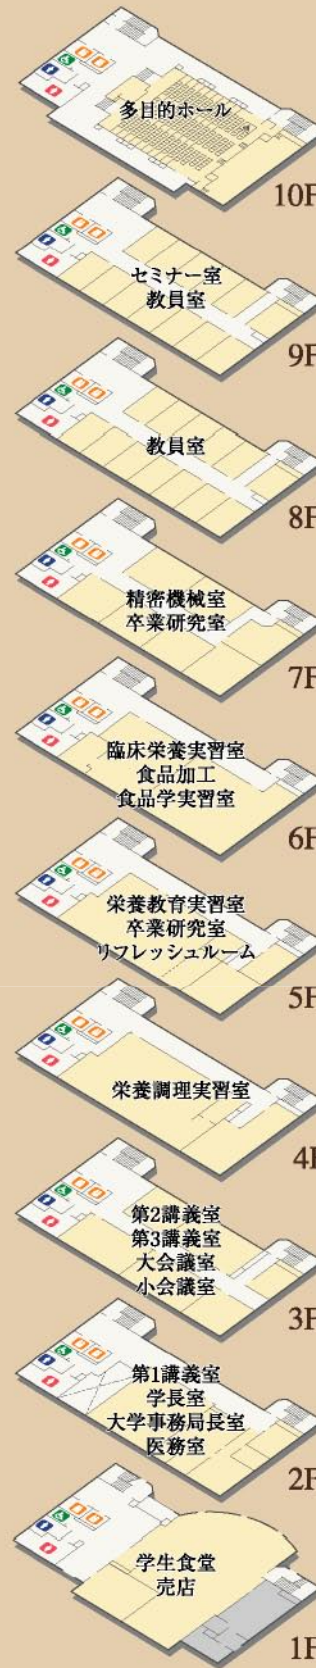 多目的ホール
10F
セミナー室
教員室
9F
教員室
8F
精密機械室
卒業研究室
7F
臨床栄養実習室
食品加工
食品学実習室
6F
栄養教育実習室
卒業研究室
リフレッシュルーム
5F
栄養調理実習室
4F
第2講義室
第3講義室
大会議室
小会議室
3F
第1講義室
学長室
大学事務局長室
医務室
2F
学生食堂
売店
1F